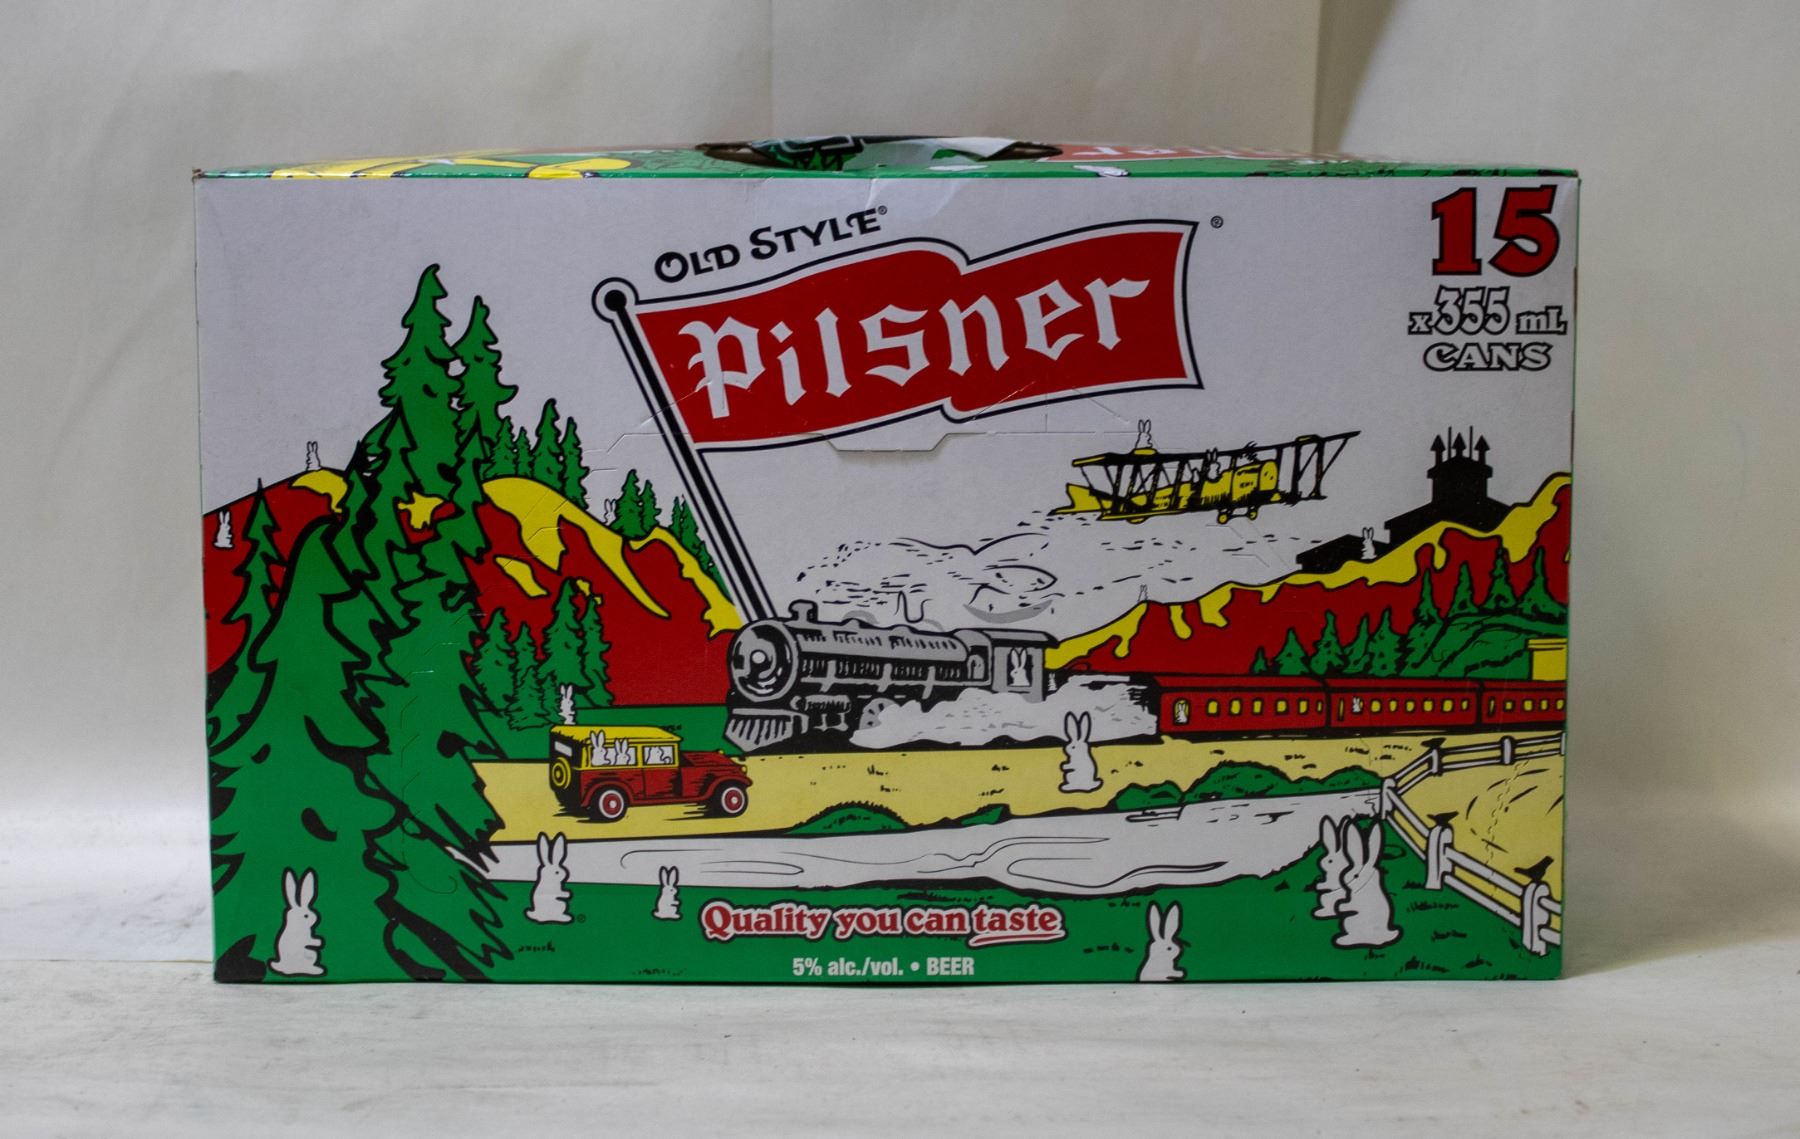 OLD STYLE®
Pilsner ®
15
x 355 mL
CANS
Quality you can taste
5% alc./vol. • BEER